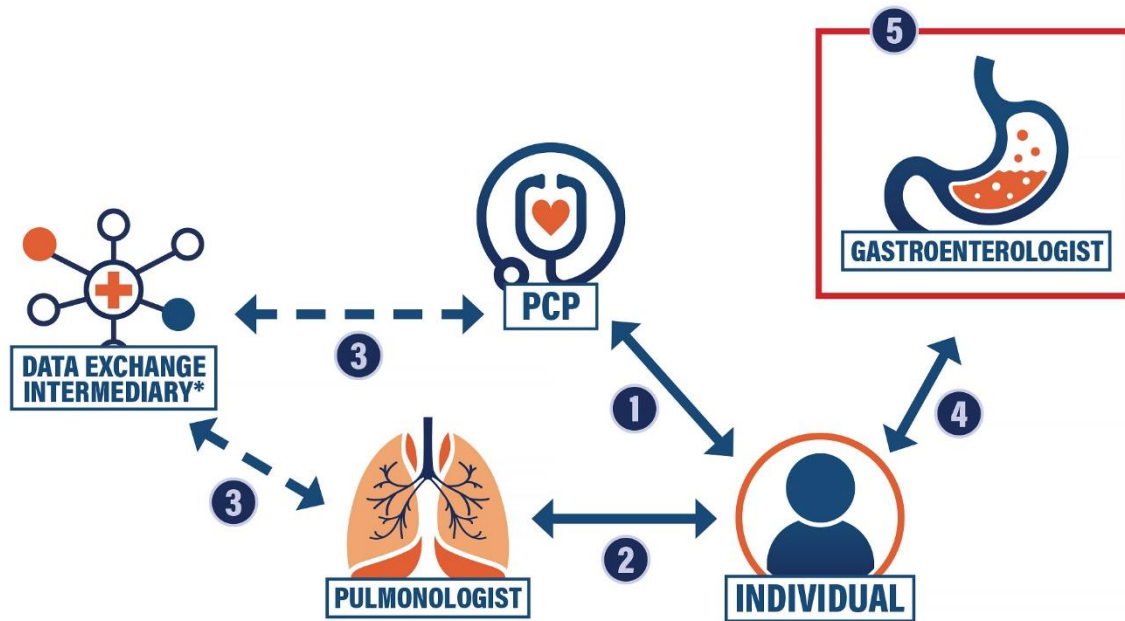 5
GASTROENTEROLOGIST
PCP
DATA EXCHANGE
INTERMEDIARY*
3
1
4
3
2
PULMONOLOGIST
INDIVIDUAL